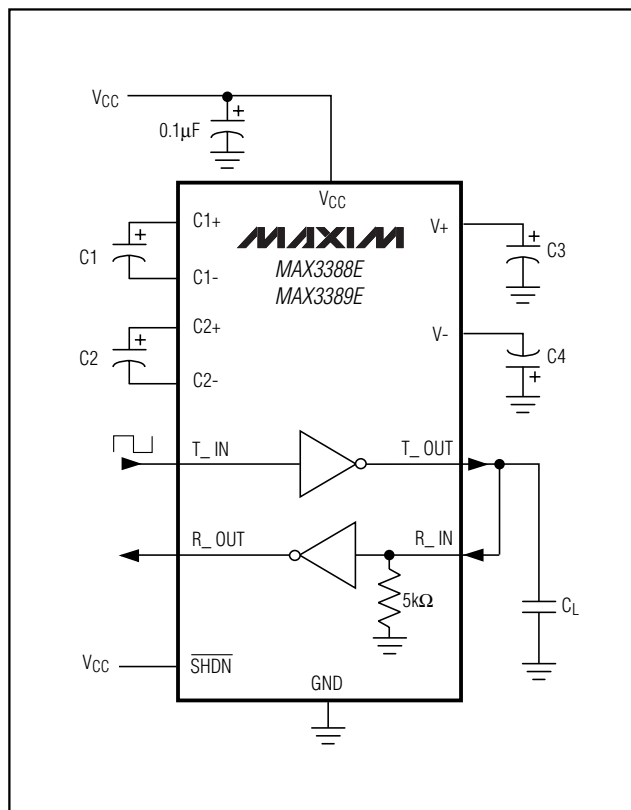 VCC
0.1µF
VCC
C1+
C1
C1-
C2+
C2
C2-
MAXIM
MAX3388E
MAX3389E
V+
C3
V-
C4
T_ IN
T_ OUT
R_ OUT
R_ IN
5kΩ
CL
VCC
SHDN
GND